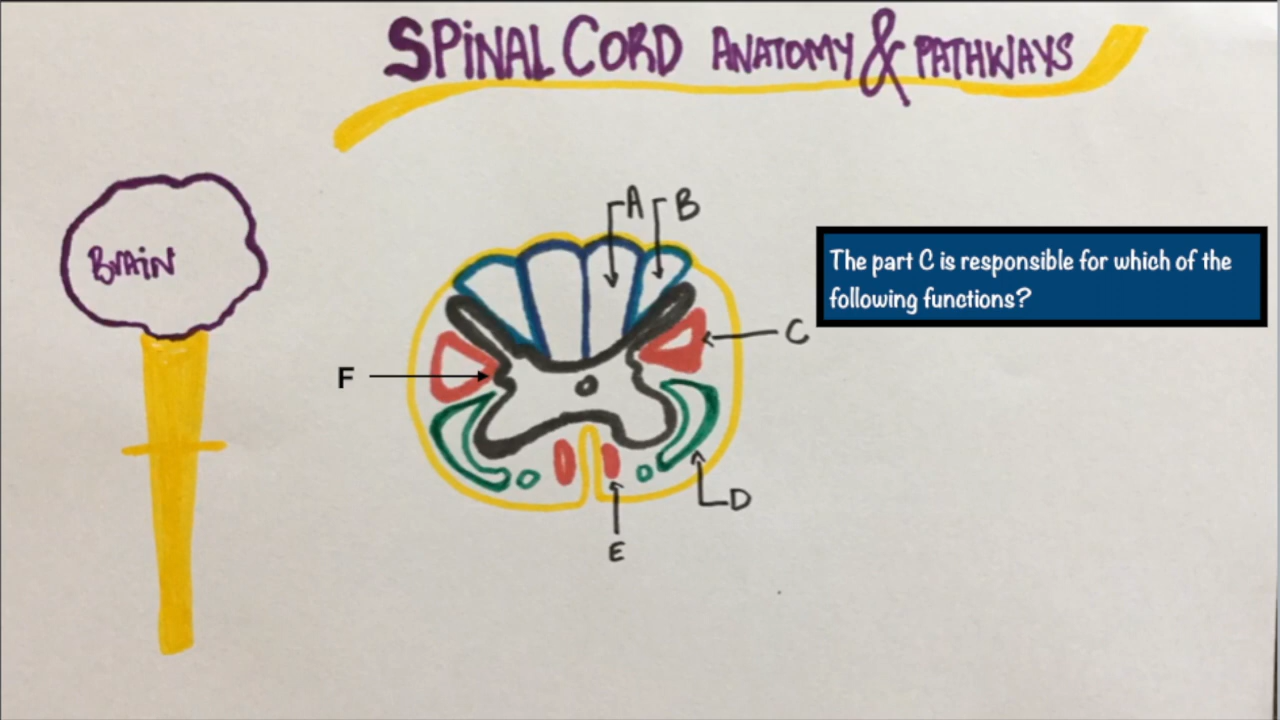 SPINAL CORD ANATOMY & PATHWAYS
BRAIN
A
B
The part C is responsible for which of the
following functions?
C
F
D
E